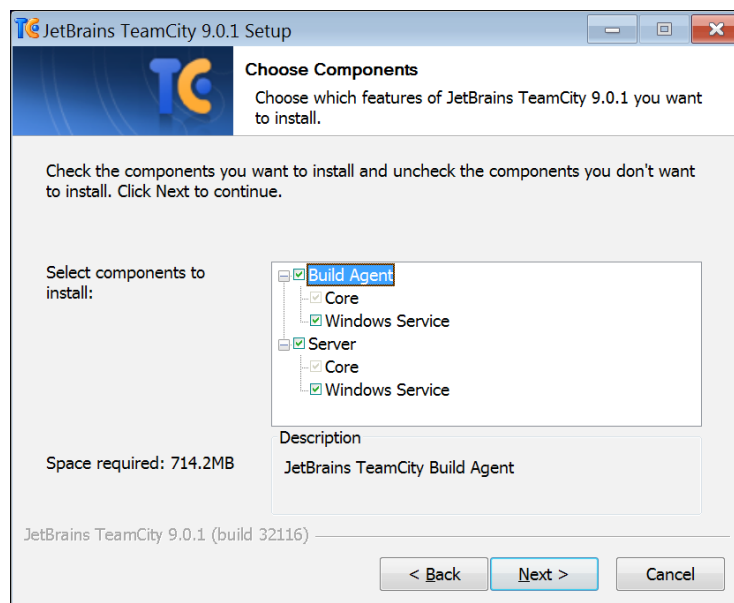 TC JetBrains TeamCity 9.0.1 Setup
TC
Choose Components
Choose which features of JetBrains TeamCity 9.0.1 you want
to install.
Check the components you want to install and uncheck the components you don't want
to install. Click Next to continue.
Select components to
install:
Build Agent
Core
Windows Service
Server
Core
Windows Service
Space required: 714.2MB
Description
JetBrains TeamCity Build Agent
JetBrains TeamCity 9.0.1 (build 32116)
< Back
Next >
Cancel